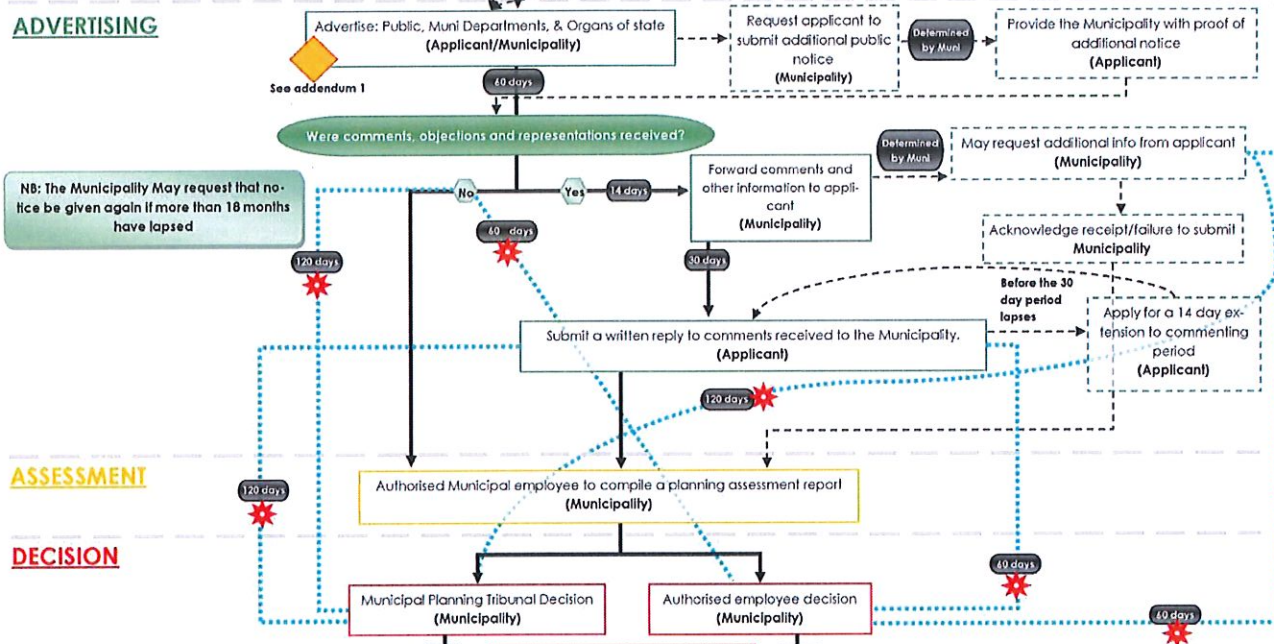 ADVERTISING
Advertise: Public, Muni Departments, & Organs of state
(Applicant/Municipality)
See addendum 1
Request applicant to
submit additional public
notice
(Municipality)
Determined
by Muni
Provide the Municipality with proof of
additional notice
(Applicant)
60 days
Were comments, objections and representations received?
NB: The Municipality May request that no-
tice be given again if more than 18 months
have lapsed
No
Yes
14 days
Forward comments and
other information to appli-
cant
(Municipality)
Determined
by Muni
May request additional info from applicant
(Municipality)
Acknowledge receipt/failure to submit
Municipality
120 days
60 days
30 days
Before the 30
day period
lapses
Apply for a 14 day ex-
tension to commenting
period
(Applicant)
Submit a written reply to comments received to the Municipality.
(Applicant)
120 days
ASSESSMENT
120 days
Authorised Municipal employee to compile a planning assessment report
(Municipality)
DECISION
Municipal Planning Tribunal Decision
(Municipality)
Authorised employee decision
(Municipality)
60 days
60 days